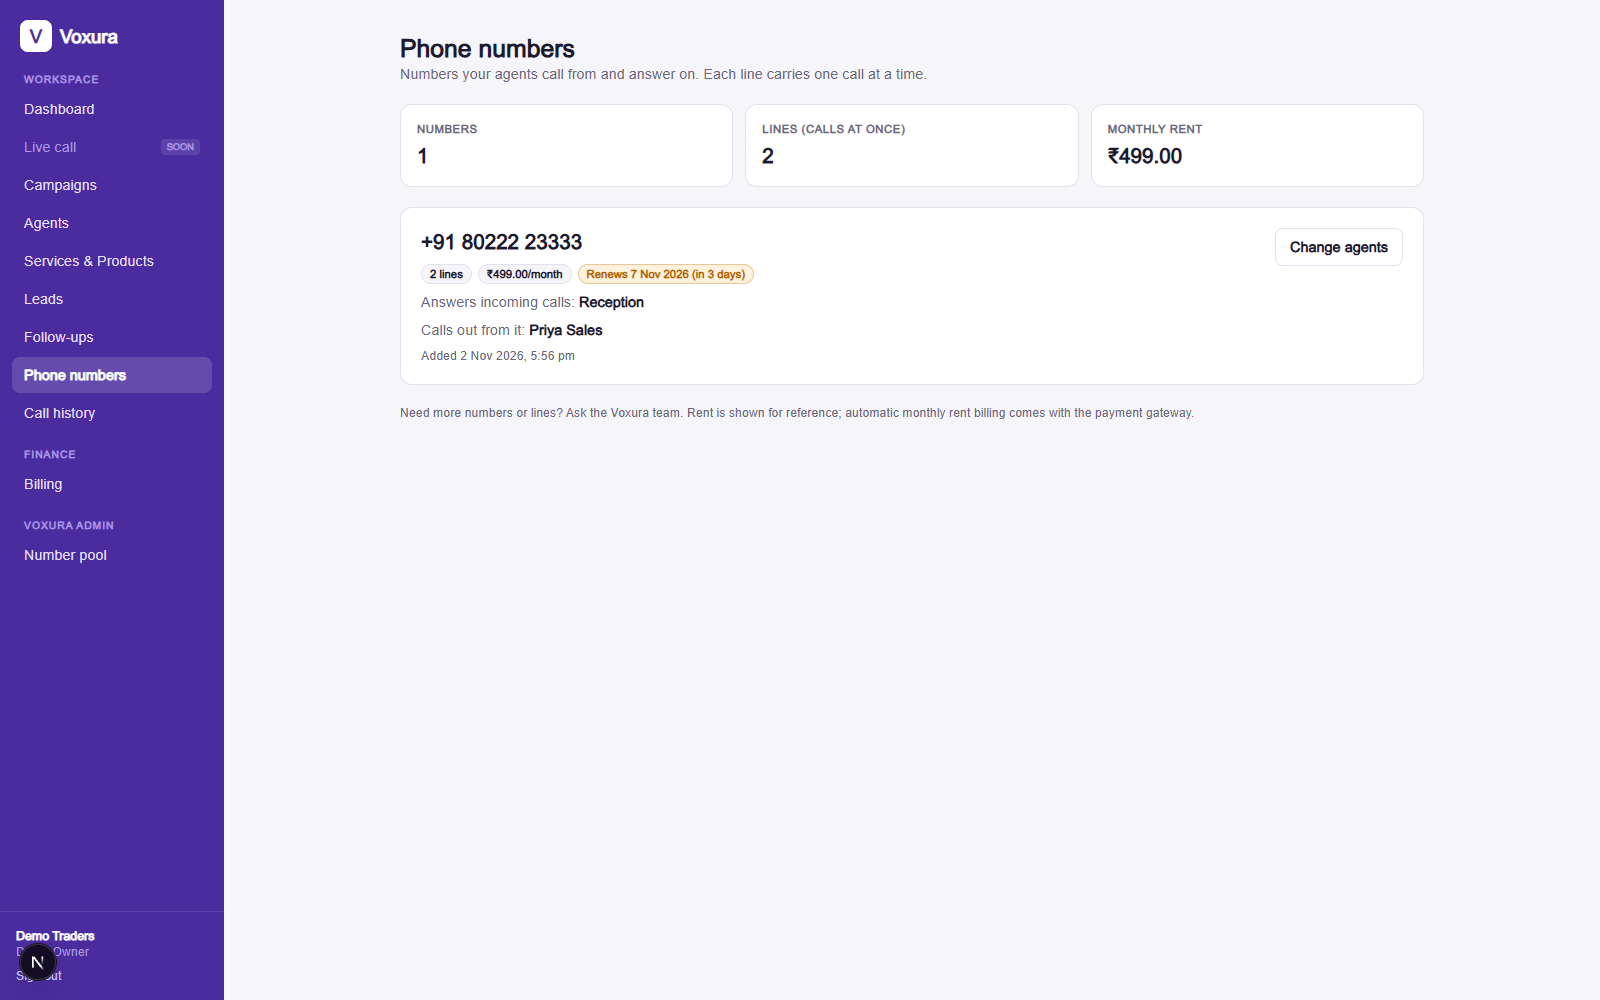 V Voxura
WORKSPACE
Dashboard
Live call SOON
Campaigns
Agents
Services & Products
Leads
Follow-ups
Phone numbers
Call history
FINANCE
Billing
VOXURA ADMIN
Number pool
Demo Traders
Owner
N
Phone numbers
Numbers your agents call from and answer on. Each line carries one call at a time.
NUMBERS
1
LINES (CALLS AT ONCE)
2
MONTHLY RENT
₹499.00
+91 80222 23333
Change agents
2 lines ₹499.00/month Renews 7 Nov 2026 (in 3 days)
Answers incoming calls: Reception
Calls out from it: Priya Sales
Added 2 Nov 2026, 5:56 pm
Need more numbers or lines? Ask the Voxura team. Rent is shown for reference; automatic monthly rent billing comes with the payment gateway.